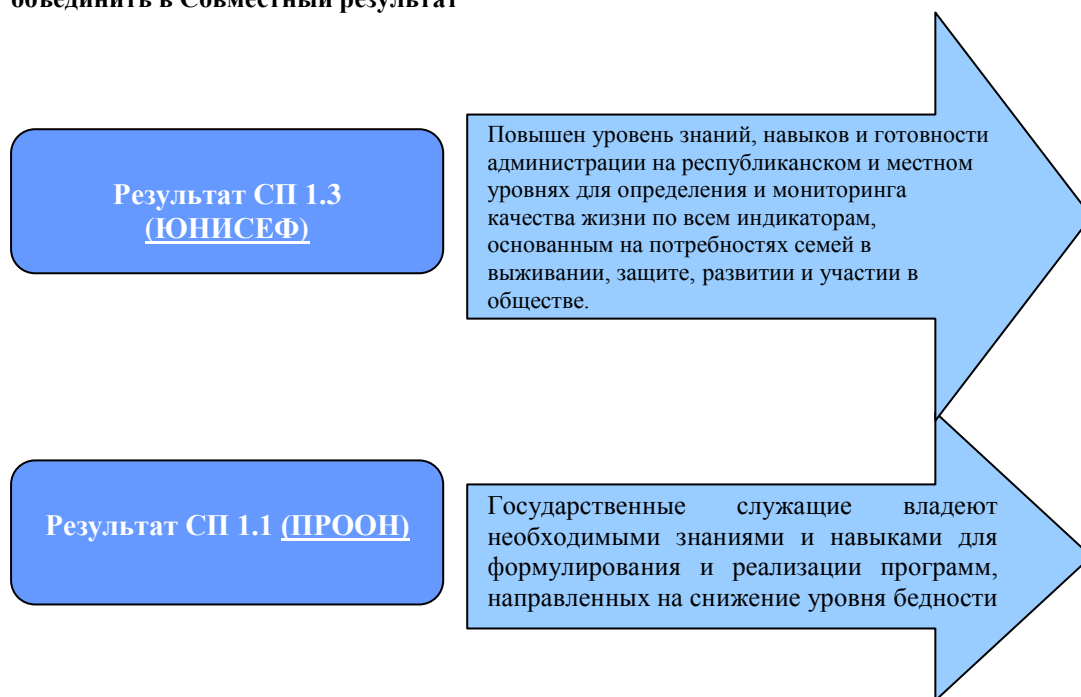 объединить в Совместный результат
Результат СП 1.3
(ЮНИСЕФ)
Повышен уровень знаний, навыков и готовности
администрации на республиканском и местном
уровнях для определения и мониторинга
качества жизни по всем индикаторам,
основанным на потребностях семей в
выживании, защите, развитии и участии в
обществе.
Результат СП 1.1 (ПРООН)
Государственные служащие владеют
необходимыми знаниями и навыками для
формулирования и реализации программ,
направленных на снижение уровня бедности